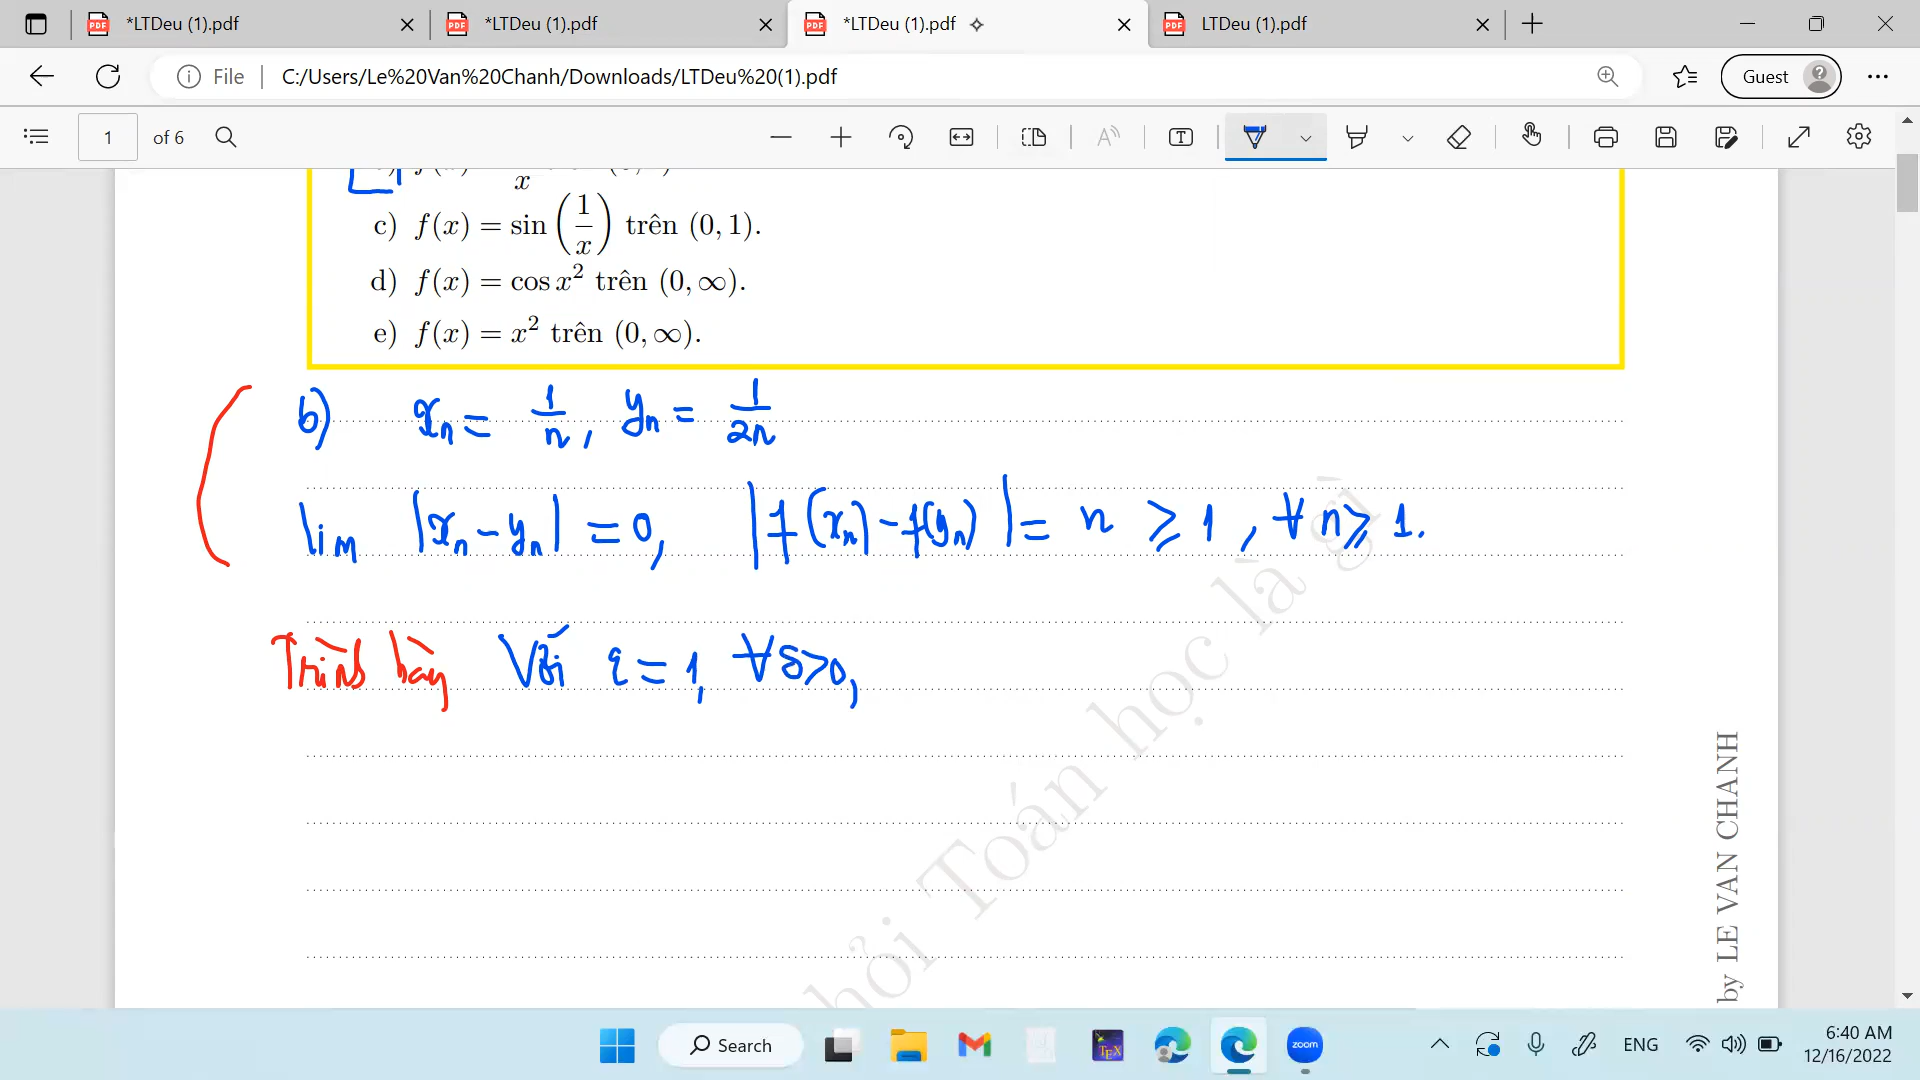 *LTDeu (1).pdf
*LTDeu (1).pdf
*LTDeu (1).pdf
LTDeu (1).pdf
File
C:/Users/Le%20Van%20Chanh/Downloads/LTDeu%20(1).pdf
Guest
1 of 6
x
c) f(x) = sin (1/x) trên (0, 1).
d) f(x) = cos x² trên (0, ∞).
e) f(x) = x² trên (0, ∞).
b) xₙ = 1/n, yₙ = 1/2n
lim |xₙ - yₙ| = 0, |f(xₙ) - f(yₙ)| = n ⩾ 1, ∀ n ⩾ 1.
Trình bày Với ε = 1, ∀ δ > 0,
hỏi Toán học là gì
by LE VAN CHANH
Search
TEX
zoom
ENG
6:40 AM
12/16/2022